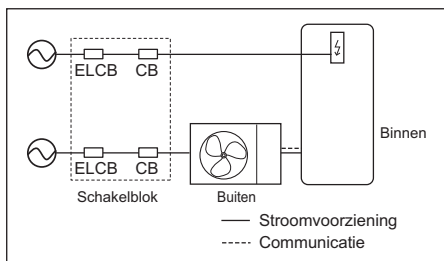 ELCB CB
ELCB CB
Binnen
Schakelblok
Buiten
Stroomvoorziening
Communicatie